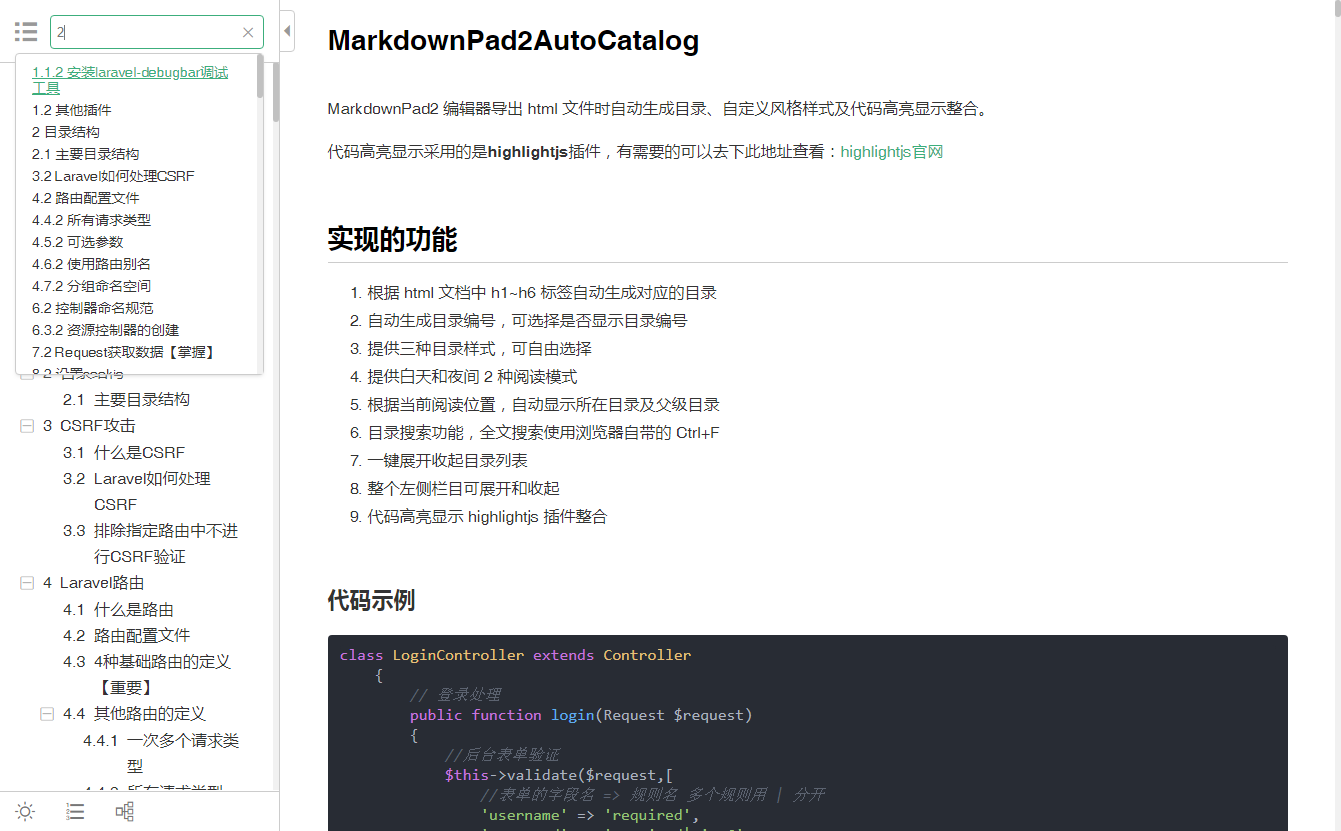 2
1.1.2 安装laravel-debugbar调试
工具
1.2 其他插件
2 目录结构
2.1 主要目录结构
3.2 Laravel如何处理CSRF
4.2 路由配置文件
4.4.2 所有请求类型
4.5.2 可选参数
4.6.2 使用路由别名
4.7.2 分组命名空间
6.2 控制器命名规范
6.3.2 资源控制器的创建
7.2 Request获取数据【掌握】
2.1 主要目录结构
3 CSRF攻击
3.1 什么是CSRF
3.2 Laravel如何处理
CSRF
3.3 排除指定路由中不进
行CSRF验证
4 Laravel路由
4.1 什么是路由
4.2 路由配置文件
4.3 4种基础路由的定义
【重要】
4.4 其他路由的定义
4.4.1 一次多个请求类
型
MarkdownPad2AutoCatalog
MarkdownPad2 编辑器导出 html 文件时自动生成目录、自定义风格样式及代码高亮显示整合。
代码高亮显示采用的是highlightjs插件，有需要的可以去下此地址查看：highlightjs官网
实现的功能
1. 根据 html 文档中 h1~h6 标签自动生成对应的目录
2. 自动生成目录编号，可选择是否显示目录编号
3. 提供三种目录样式，可自由选择
4. 提供白天和夜间 2 种阅读模式
5. 根据当前阅读位置，自动显示所在目录及父级目录
6. 目录搜索功能，全文搜索使用浏览器自带的 Ctrl+F
7. 一键展开收起目录列表
8. 整个左侧栏目可展开和收起
9. 代码高亮显示 highlightjs 插件整合
代码示例
class LoginController extends Controller
{
// 登录处理
public function login(Request $request)
{
//后台表单验证
$this->validate($request,[
//表单的字段名 => 规则名 多个规则用 | 分开
'username' => 'required',